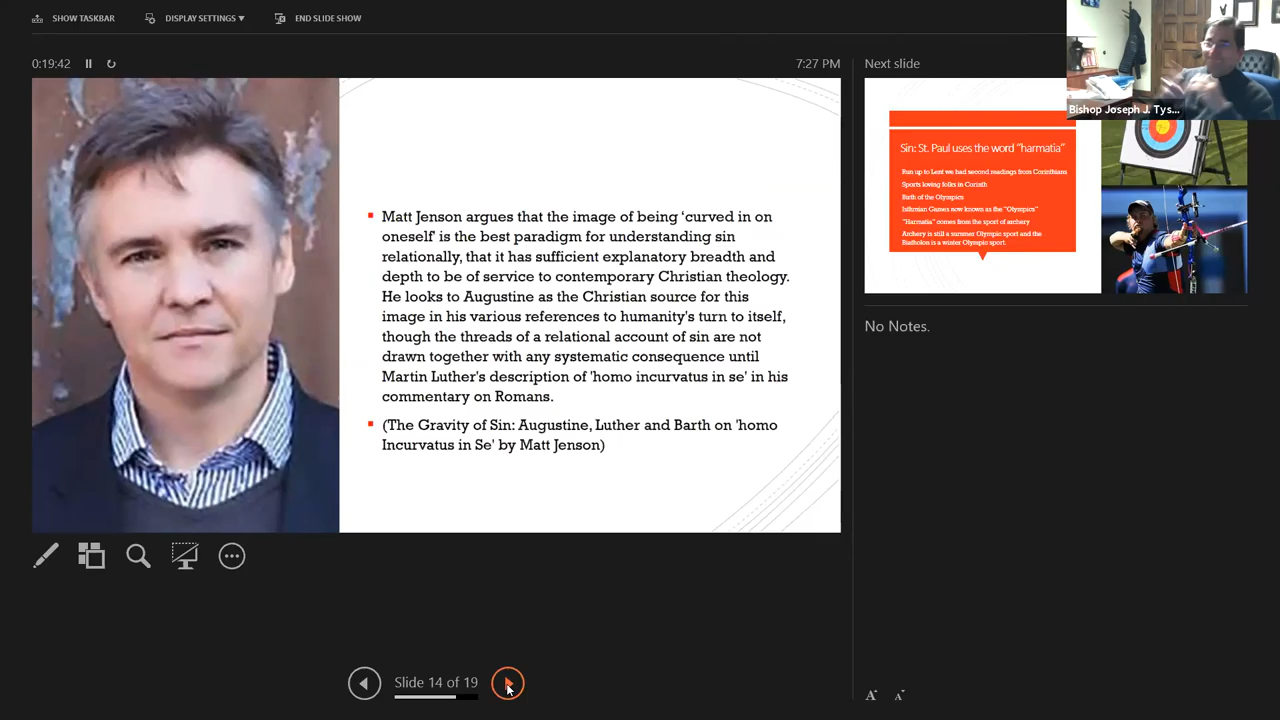 SHOW TASKBAR
DISPLAY SETTINGS ▼
END SLIDE SHOW
0:19:42
7:27 PM
Next slide
Bishop Joseph J. Tys...
Matt Jenson argues that the image of being ‘curved in on
oneself' is the best paradigm for understanding sin
relationally, that it has sufficient explanatory breadth and
depth to be of service to contemporary Christian theology.
He looks to Augustine as the Christian source for this
image in his various references to humanity's turn to itself,
though the threads of a relational account of sin are not
drawn together with any systematic consequence until
Martin Luther's description of 'homo incurvatus in se' in his
commentary on Romans.
(The Gravity of Sin: Augustine, Luther and Barth on 'homo
Incurvatus in Se' by Matt Jenson)
Sin: St. Paul uses the word "harmatia"
Run up to Lent we had second readings from Corinthians
Sports loving folks in Corinth
Birth of the Olympics
Isthmian Games now known as the "Olympics"
"Harmatia" comes from the sport of archery
Archery is still a summer Olympic sport and the
Biatholon is a winter Olympic sport.
No Notes.
Slide 14 of 19
A
A